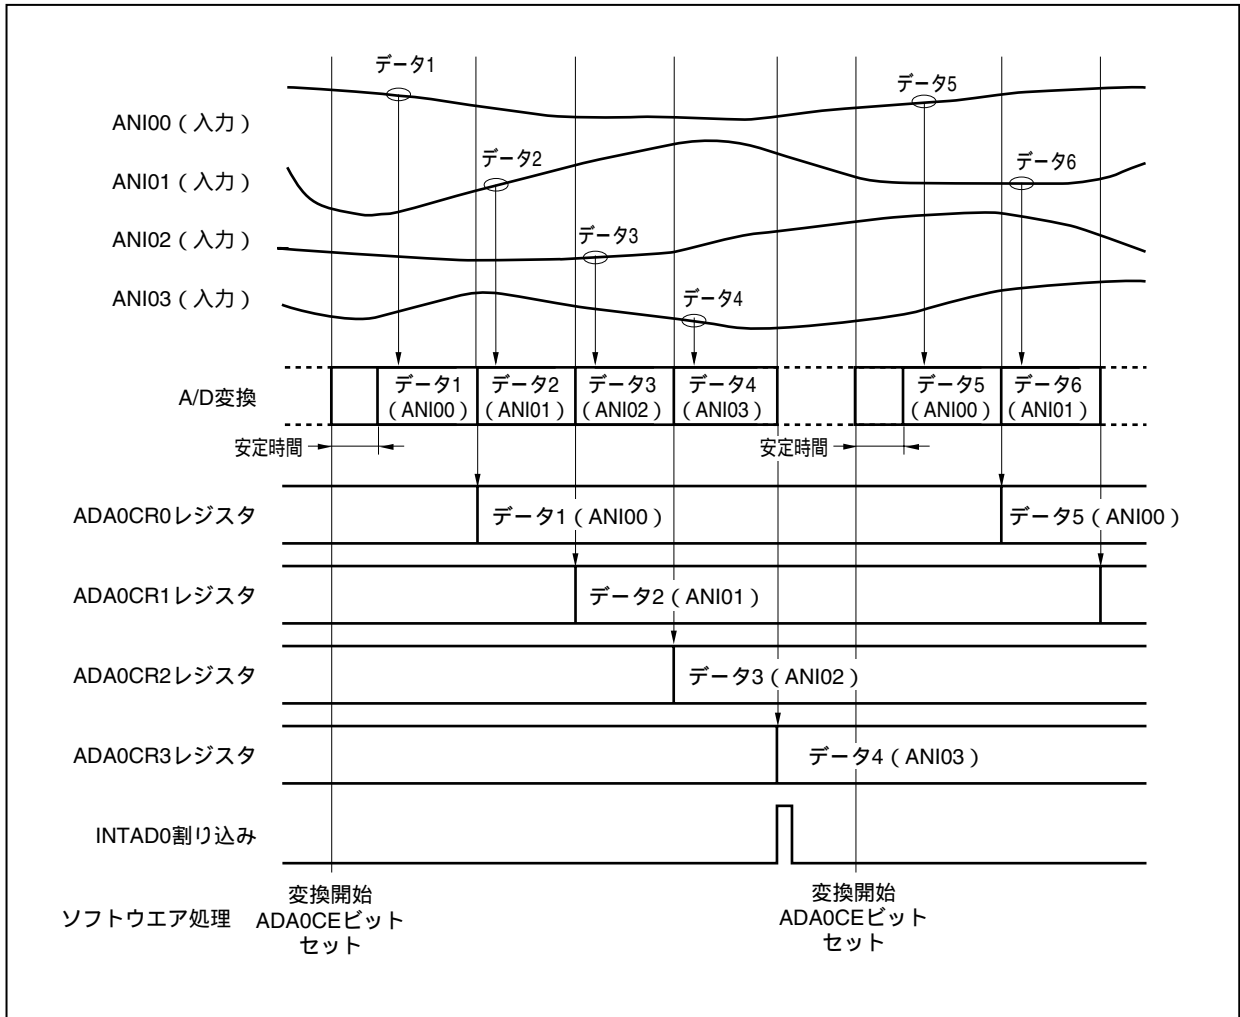 データ1
データ5
ANI00（入力）
データ2
データ6
ANI01（入力）
ANI02（入力）
データ3
ANI03（入力）
データ4
A/D変換
データ1
(ANI00)
データ2
(ANI01)
データ3
(ANI02)
データ4
(ANI03)
データ5
(ANI00)
データ6
(ANI01)
安定時間
安定時間
ADA0CR0レジスタ
データ1（ANI00）
データ5（ANI00）
ADA0CR1レジスタ
データ2（ANI01）
ADA0CR2レジスタ
データ3（ANI02）
ADA0CR3レジスタ
データ4（ANI03）
INTAD0割り込み
ソフトウエア処理
変換開始
ADA0CEビット
セット
変換開始
ADA0CEビット
セット